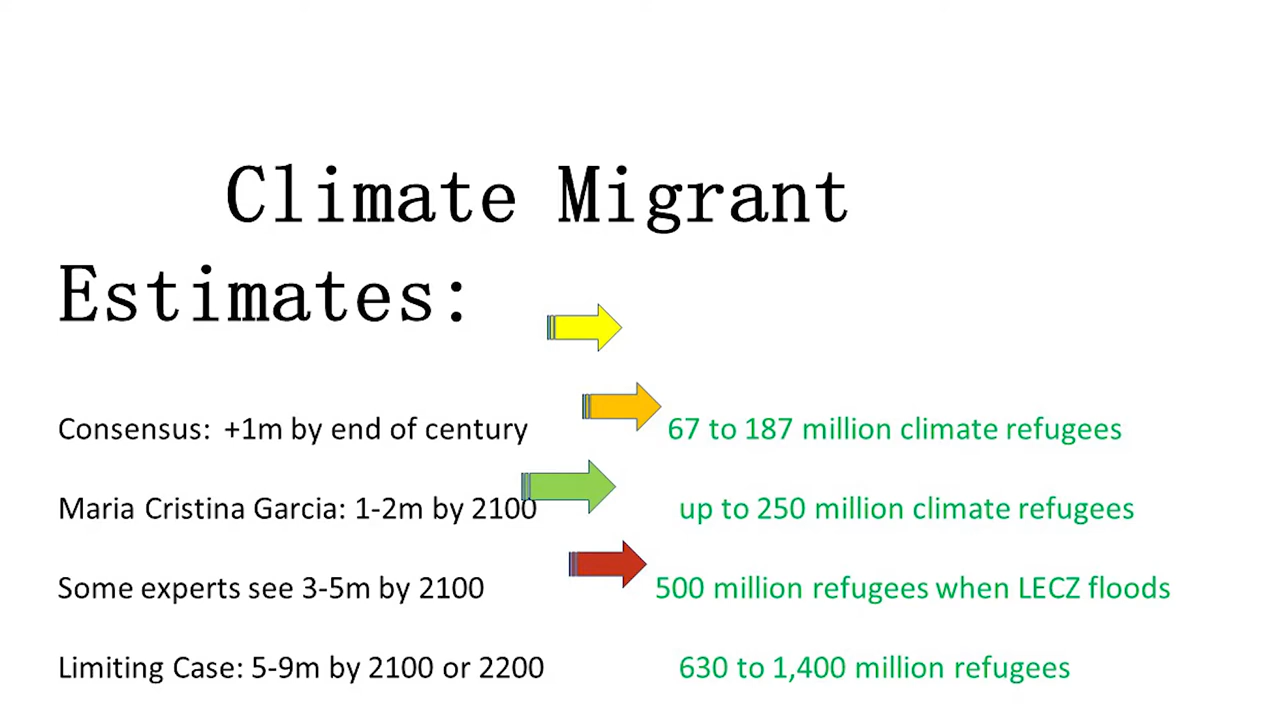 Climate Migrant
Estimates:
Consensus: +1m by end of century 67 to 187 million climate refugees
Maria Cristina Garcia: 1-2m by 2100 up to 250 million climate refugees
Some experts see 3-5m by 2100 500 million refugees when LECZ floods
Limiting Case: 5-9m by 2100 or 2200 630 to 1,400 million refugees